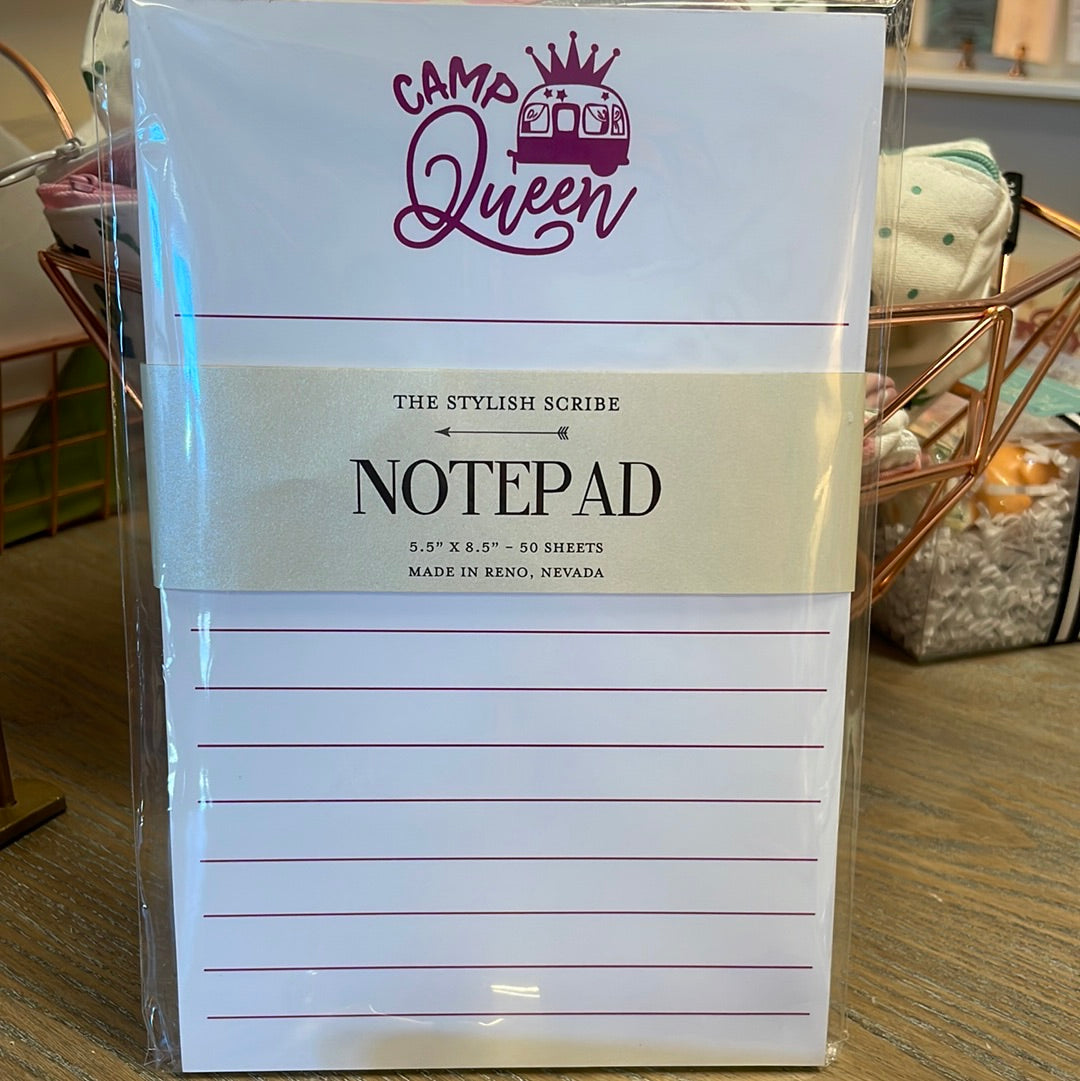 CAMP
Queen
THE STYLISH SCRIBE
NOTEPAD
5.5” X 8.5” – 50 SHEETS
MADE IN RENO, NEVADA